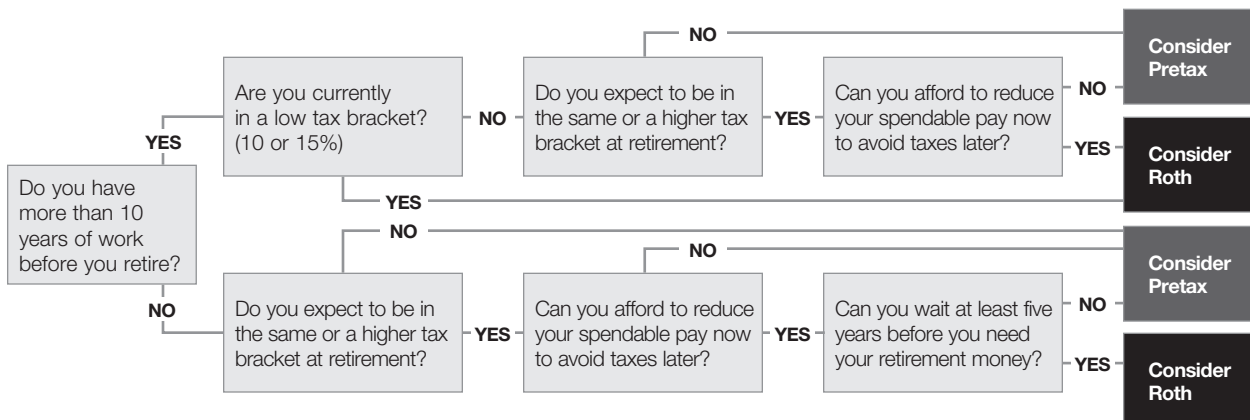 Do you have
more than 10
years of work
before you retire?
YES
Are you currently
in a low tax bracket?
(10 or 15%)
NO
Do you expect to be in
the same or a higher tax
bracket at retirement?
NO
YES
Can you afford to reduce
your spendable pay now
to avoid taxes later?
NO
Consider
Pretax
YES
Consider
Roth
YES
NO
Do you expect to be in
the same or a higher tax
bracket at retirement?
NO
YES
Can you afford to reduce
your spendable pay now
to avoid taxes later?
NO
YES
Can you wait at least five
years before you need
your retirement money?
NO
Consider
Pretax
YES
Consider
Roth